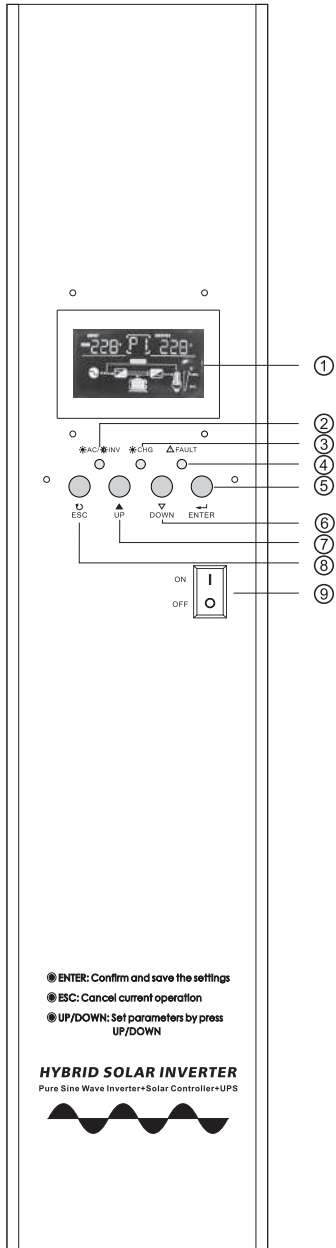 228 P1 228
①
②
AC/ INV CHG FAULT
③
④
⑤
ESC UP DOWN ENTER
⑥
⑦
⑧
ON
OFF
⑨
ENTER: Confirm and save the settings
ESC: Cancel current operation
UP/DOWN: Set parameters by press
UP/DOWN
HYBRID SOLAR INVERTER
Pure Sine Wave Inverter+Solar Controller+UPS